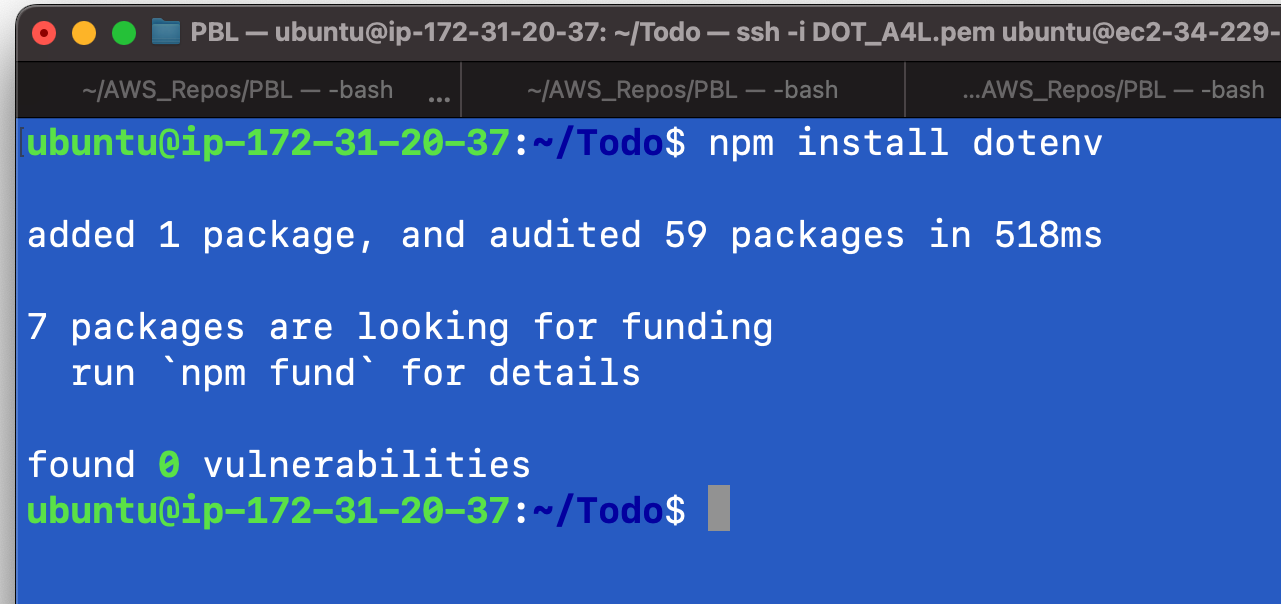 PBL — ubuntu@ip-172-31-20-37: ~/Todo — ssh -i DOT_A4L.pem ubuntu@ec2-34-229-
~/AWS_Repos/PBL — -bash ... ~/AWS_Repos/PBL — -bash ...AWS_Repos/PBL — -bash
ubuntu@ip-172-31-20-37:~/Todo$ npm install dotenv
added 1 package, and audited 59 packages in 518ms
7 packages are looking for funding
run `npm fund` for details
found 0 vulnerabilities
ubuntu@ip-172-31-20-37:~/Todo$